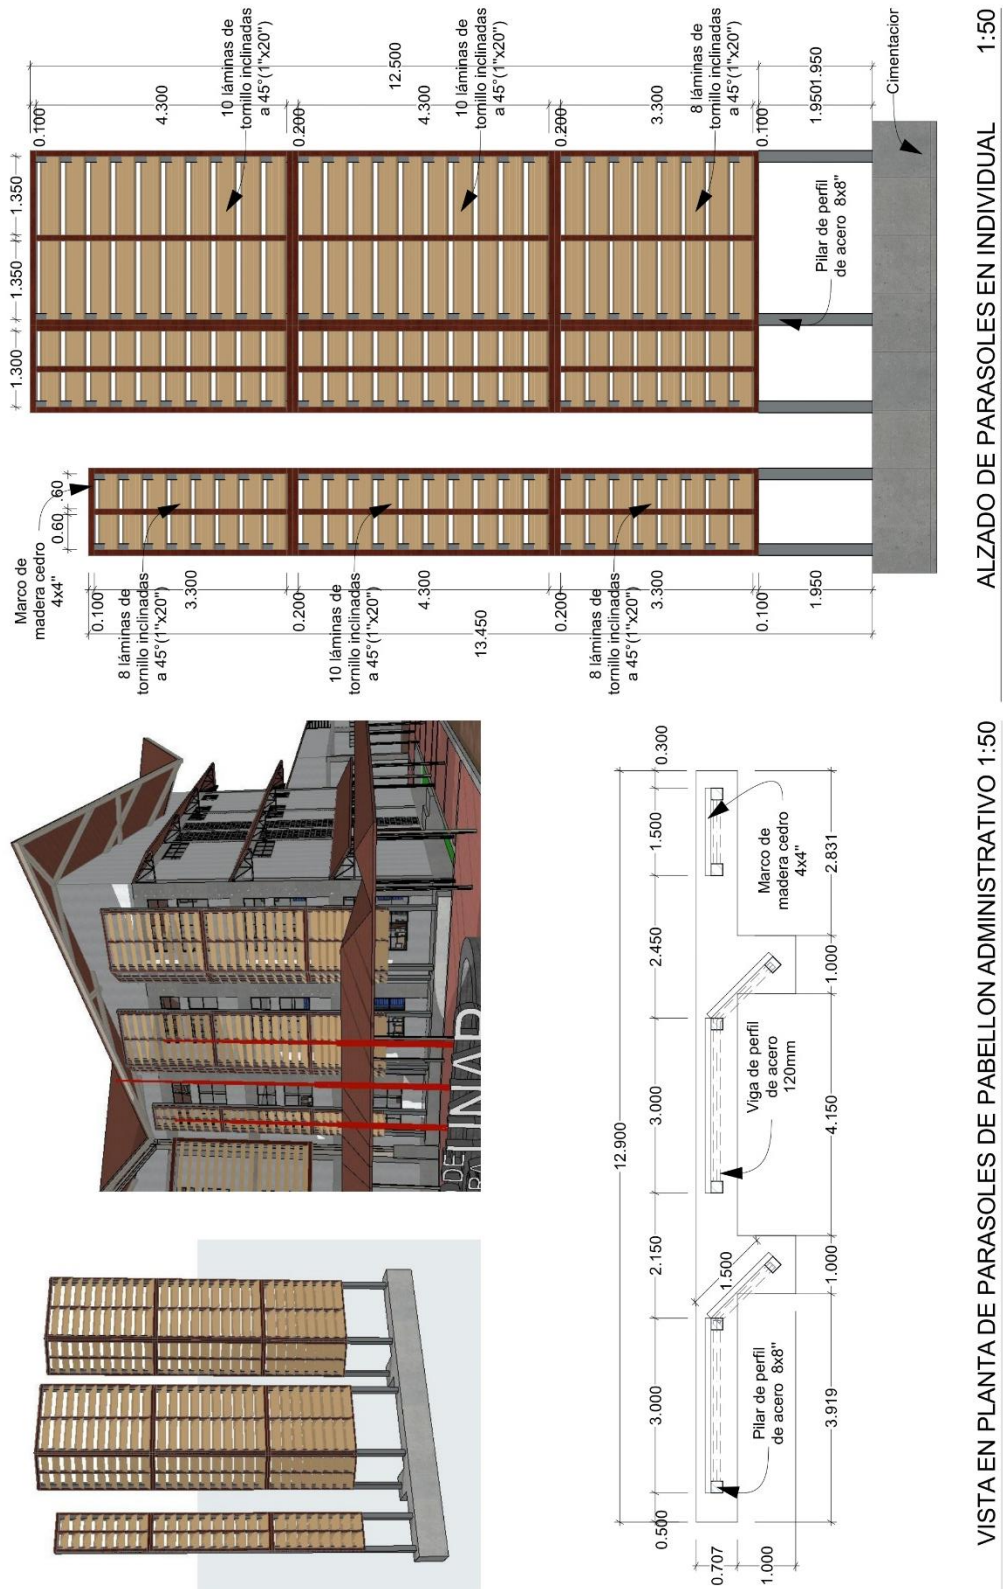 0.500
3.000
2.150
3.000
2.450
1.500
0.300
12.900
0.707
1.000
1.500
Pilar de perfil
de acero 8x8"
Viga de perfil
de acero
120mm
Marco de
madera cedro
4x4"
3.919
1.000
4.150
1.000
2.831
VISTA EN PLANTA DE PARASOLES DE PABELLON ADMINISTRATIVO 1:50
DE
UNAP
Marco de
madera cedro
4x4"
0.60
.60
1.300
1.350
1.350
0.100
8 láminas de
tornillo inclinadas
a 45°(1"x20")
3.300
0.200
10 láminas de
tornillo inclinadas
a 45°(1"x20")
4.300
13.450
0.200
8 láminas de
tornillo inclinadas
a 45°(1"x20")
3.300
0.100
1.950
0.100
4.300
10 láminas de
tornillo inclinadas
a 45°(1"x20")
0.200
12.500
4.300
10 láminas de
tornillo inclinadas
a 45°(1"x20")
0.200
3.300
8 láminas de
tornillo inclinadas
a 45°(1"x20")
0.100
1.9501.950
Pilar de perfil
de acero 8x8"
Cimentacior
ALZADO DE PARASOLES EN INDIVIDUAL 1:50